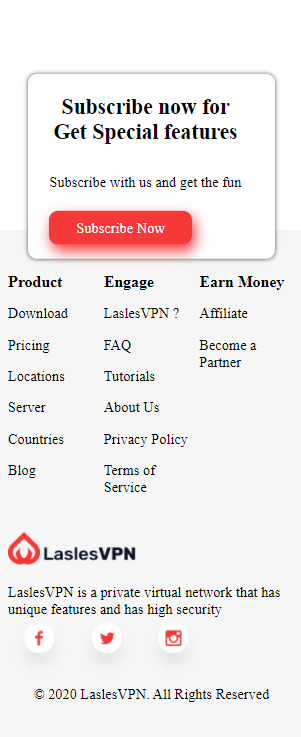 Subscribe now for
Get Special features
Subscribe with us and get the fun
Subscribe Now
Product
Download
Pricing
Locations
Server
Countries
Blog
Engage
LaslesVPN ?
FAQ
Tutorials
About Us
Privacy Policy
Terms of
Service
Earn Money
Affiliate
Become a
Partner
LaslesVPN
LaslesVPN is a private virtual network that has
unique features and has high security
© 2020 LaslesVPN. All Rights Reserved